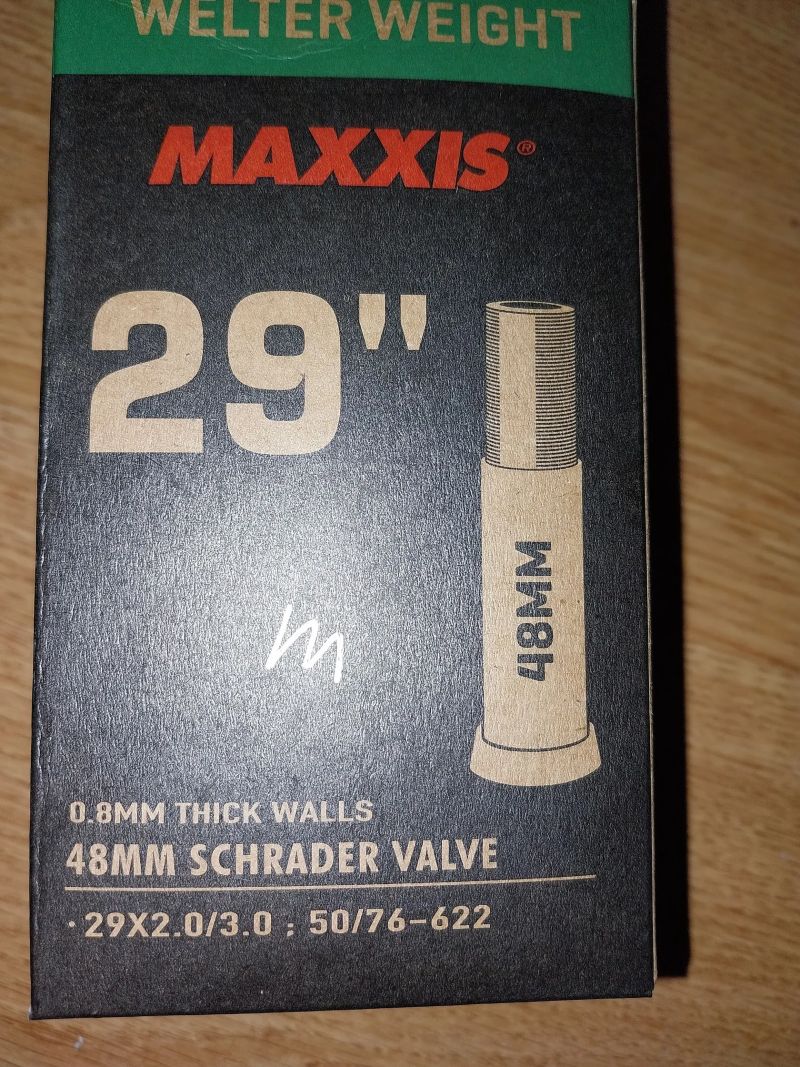 WELTER WEIGHT
MAXXIS®
29"
48MM
m
0.8MM THICK WALLS
48MM SCHRADER VALVE
·29X2.0/3.0 ; 50/76-622